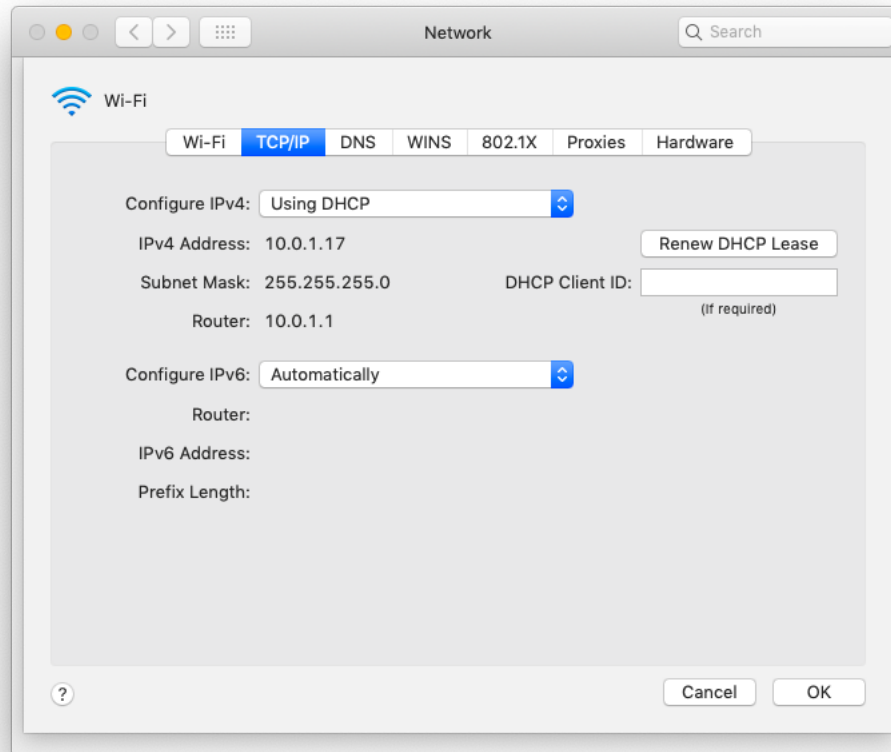 Network
Search
Wi-Fi
Wi-Fi TCP/IP DNS WINS 802.1X Proxies Hardware
Configure IPv4: Using DHCP
IPv4 Address: 10.0.1.17 Renew DHCP Lease
Subnet Mask: 255.255.255.0 DHCP Client ID:
(If required)
Router: 10.0.1.1
Configure IPv6: Automatically
Router:
IPv6 Address:
Prefix Length:
? Cancel OK